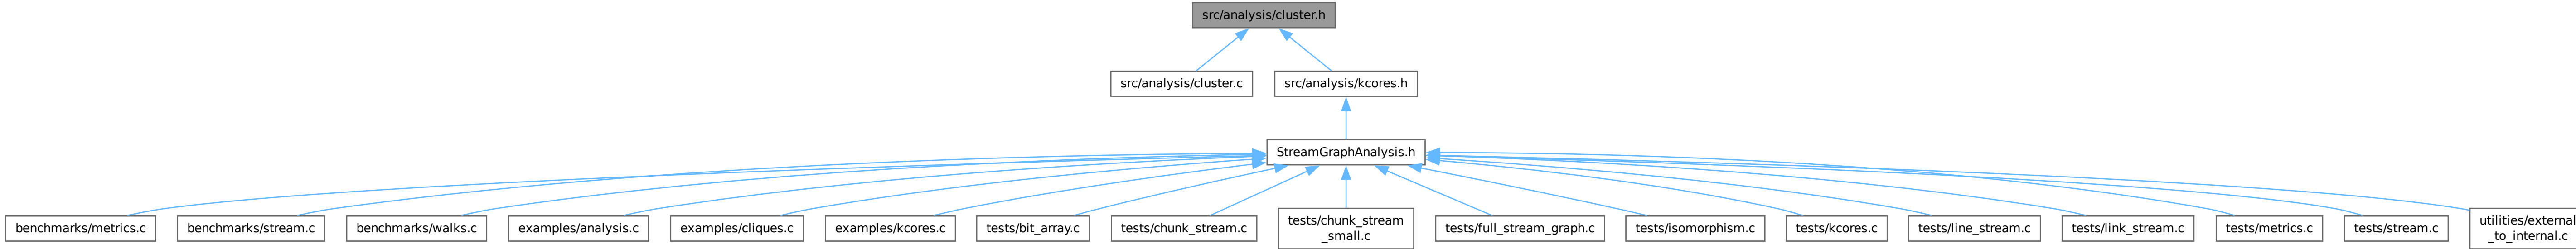 src/analysis/cluster.h
src/analysis/cluster.c
src/analysis/kcores.h
StreamGraphAnalysis.h
benchmarks/metrics.c
benchmarks/stream.c
benchmarks/walks.c
examples/analysis.c
examples/cliques.c
examples/kcores.c
tests/bit_array.c
tests/chunk_stream.c
tests/chunk_stream
_small.c
tests/full_stream_graph.c
tests/isomorphism.c
tests/kcores.c
tests/line_stream.c
tests/link_stream.c
tests/metrics.c
tests/stream.c
utilities/external
_to_internal.c